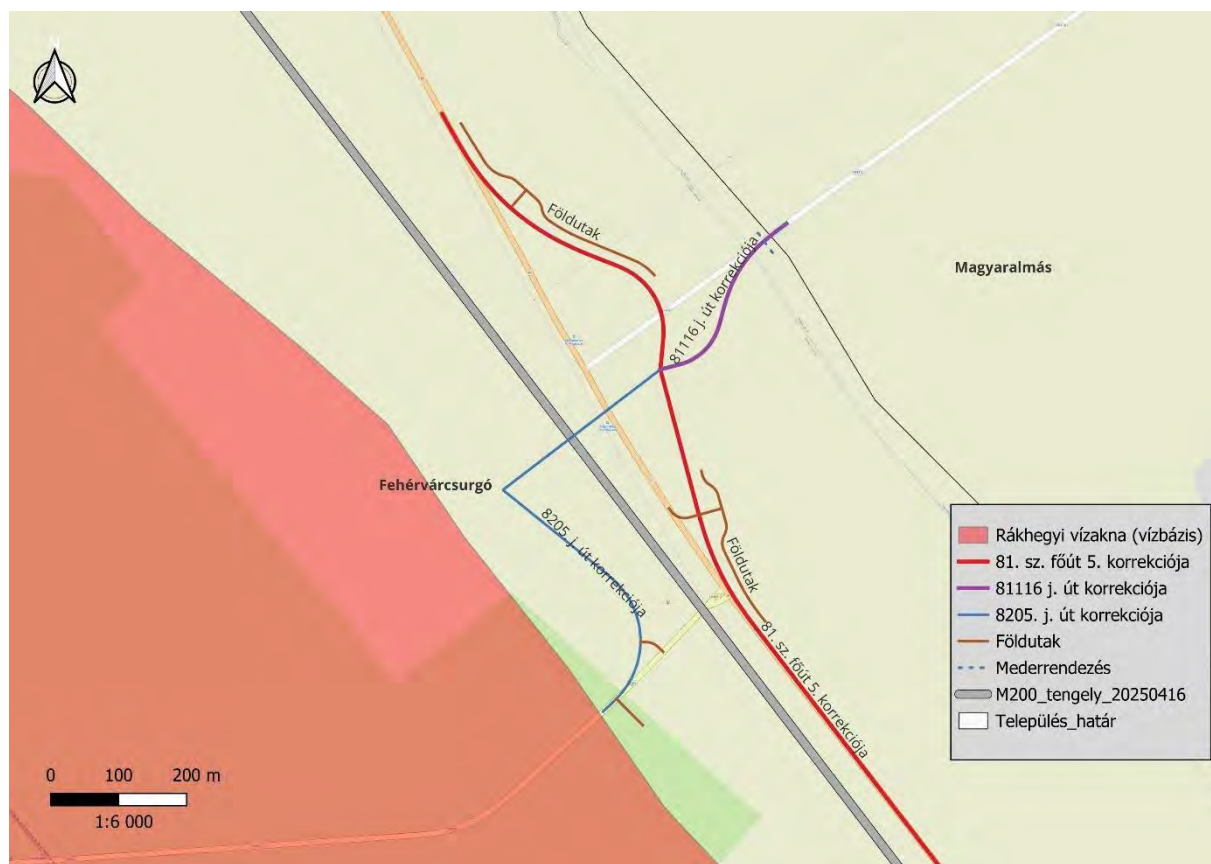 N
Földutak
81116 j. út korrekciója
Magyaralmás
Fehérvárcsurgó
8205. j. út korrekciója
Földutak
81. sz. főút 5. korrekciója
Rákhegyi vízakna (vízbázis)
81. sz. főút 5. korrekciója
81116 j. út korrekciója
8205. j. út korrekciója
Földutak
Mederrendezés
M200_tengely_20250416
Település_határ
0 100 200 m
1:6 000